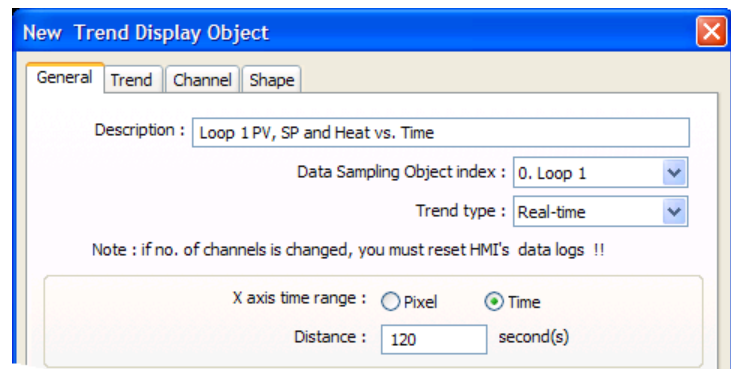 New Trend Display Object
General Trend Channel Shape
Description : Loop 1 PV, SP and Heat vs. Time
Data Sampling Object index : 0. Loop 1
Trend type : Real-time
Note : if no. of channels is changed, you must reset HMI's data logs !!
X axis time range : Pixel Time
Distance : 120 second(s)